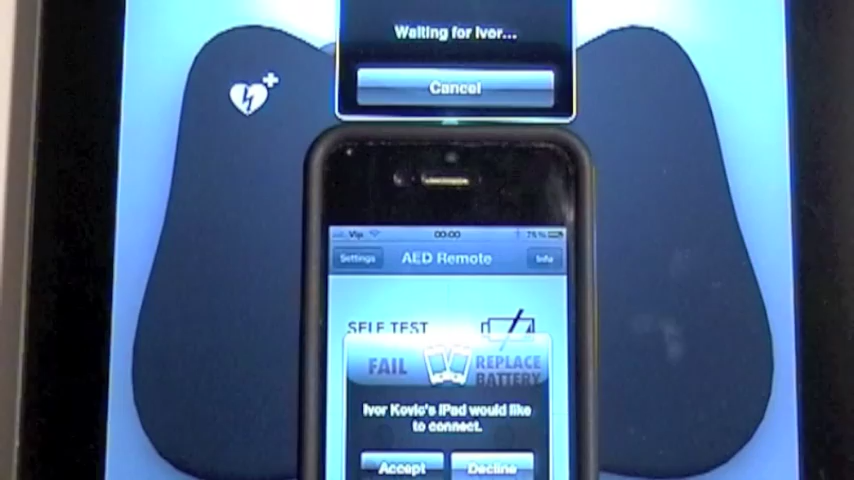 Waiting for Ivor...
Cancel
Vip 00:00 75%
Settings AED Remote Info
SELF TEST
FAIL REPLACE BATTERY
Ivor Kovic's iPad would like
to connect.
Accept Decline